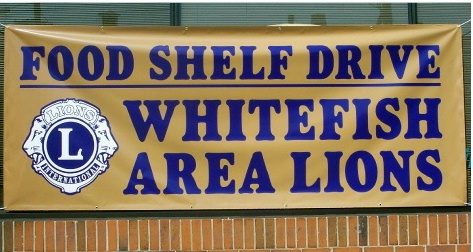 FOOD SHELF DRIVE
WHITEFISH
AREA LIONS
LIONS
L
INTERNATIONAL